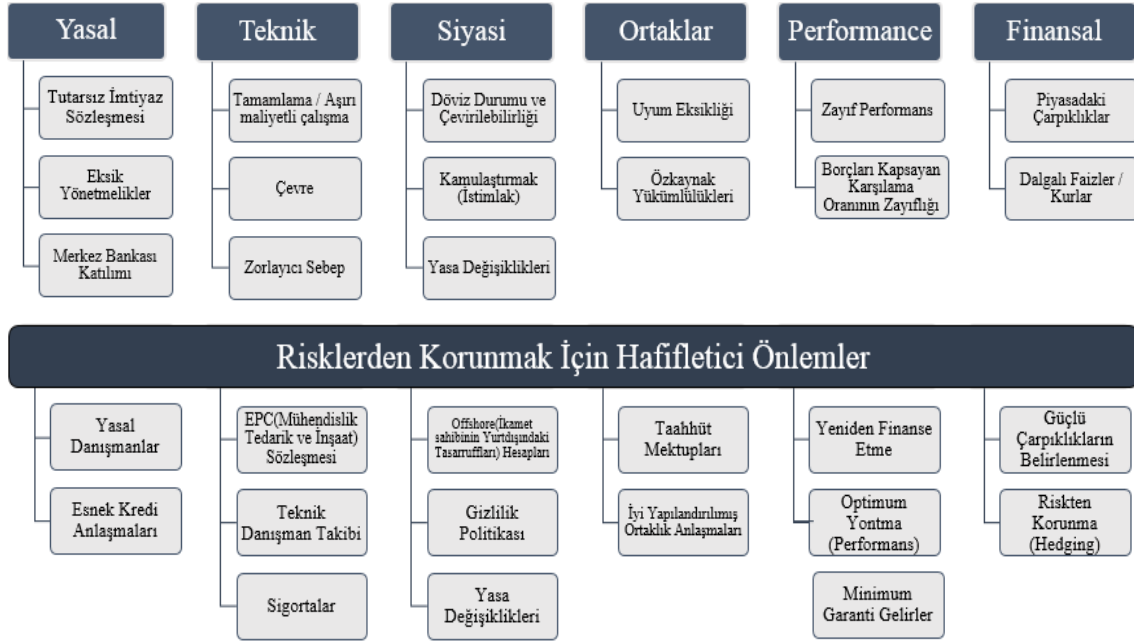 Yasal
Teknik
Siyasi
Ortaklar
Performance
Finansal
Tutarsız İmtiyaz
Sözleşmesi
Eksik
Yönetmelikler
Merkez Bankası
Katılımı
Tamamlama / Aşırı
maliyetli çalışma
Çevre
Zorlayıcı Sebep
Döviz Durumu ve
Çevirilebilirliği
Kamulaştırmak
(İstimlak)
Yasa Değişiklikleri
Uyum Eksikliği
Özkaynak
Yükümlülükleri
Zayıf Performans
Borçları Kapsayan
Karşılama
Oranının Zayıflığı
Piyasadaki
Çarpıklıklar
Dalgalı Faizler /
Kurlar
Risklerden Korunmak İçin Hafifletici Önlemler
Yasal
Danışmanlar
Esnek Kredi
Anlaşmaları
EPC(Mühendislik
Tedarik ve İnşaat)
Sözleşmesi
Teknik
Danışman Takibi
Sigortalar
Offshore(İkamet
sahibinin Yurtdışındaki
Tasarruffları) Hesapları
Gizlilik
Politikası
Yasa
Değişiklikleri
Taahhüt
Mektupları
İyi Yapılandırılımış
Ortaklık Anlaşmaları
Yeniden Finanse
Etme
Optimum
Yontma
(Performans)
Minimum
Garanti Gelirler
Güçlü
Çarpıklıkların
Belirlenmesi
Riskten
Korunma
(Hedging)